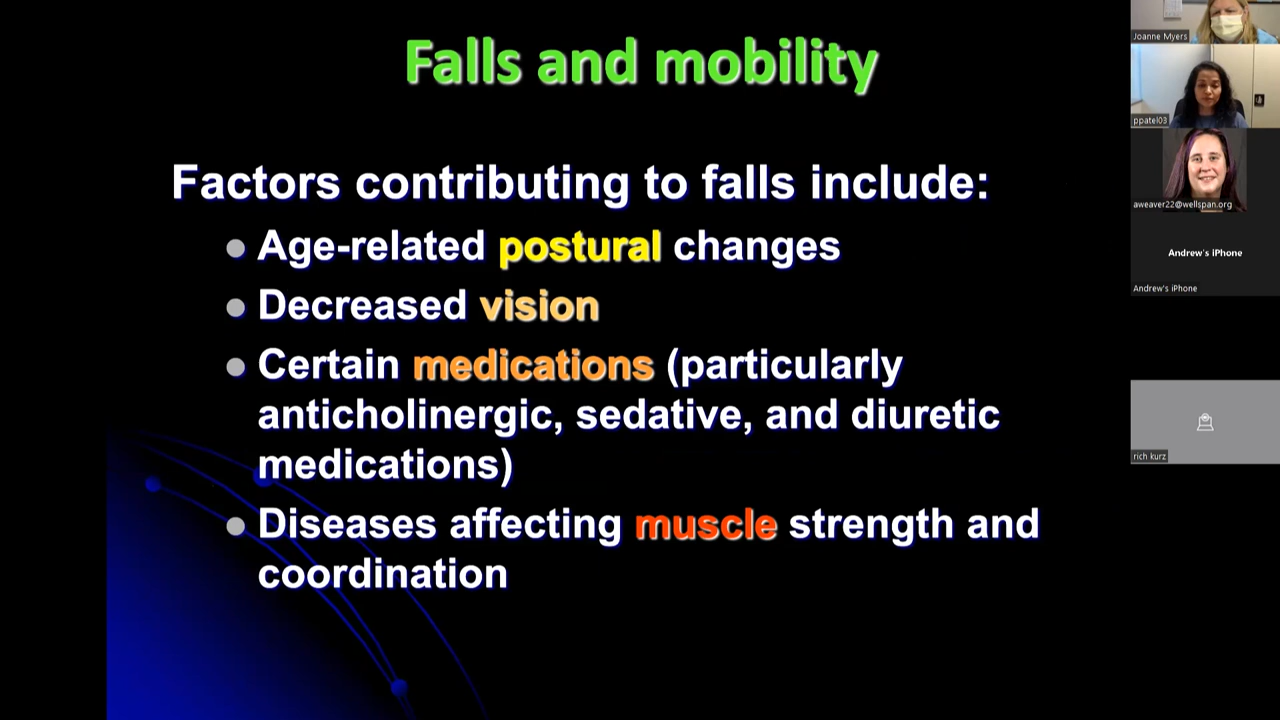 Falls and mobility
Factors contributing to falls include:
Age-related postural changes
Decreased vision
Certain medications (particularly
anticholinergic, sedative, and diuretic
medications)
Diseases affecting muscle strength and
coordination
Joanne Myers
ppatel03
aweaver22@wellspan.org
Andrew's iPhone
Andrew's iPhone
rich kurz